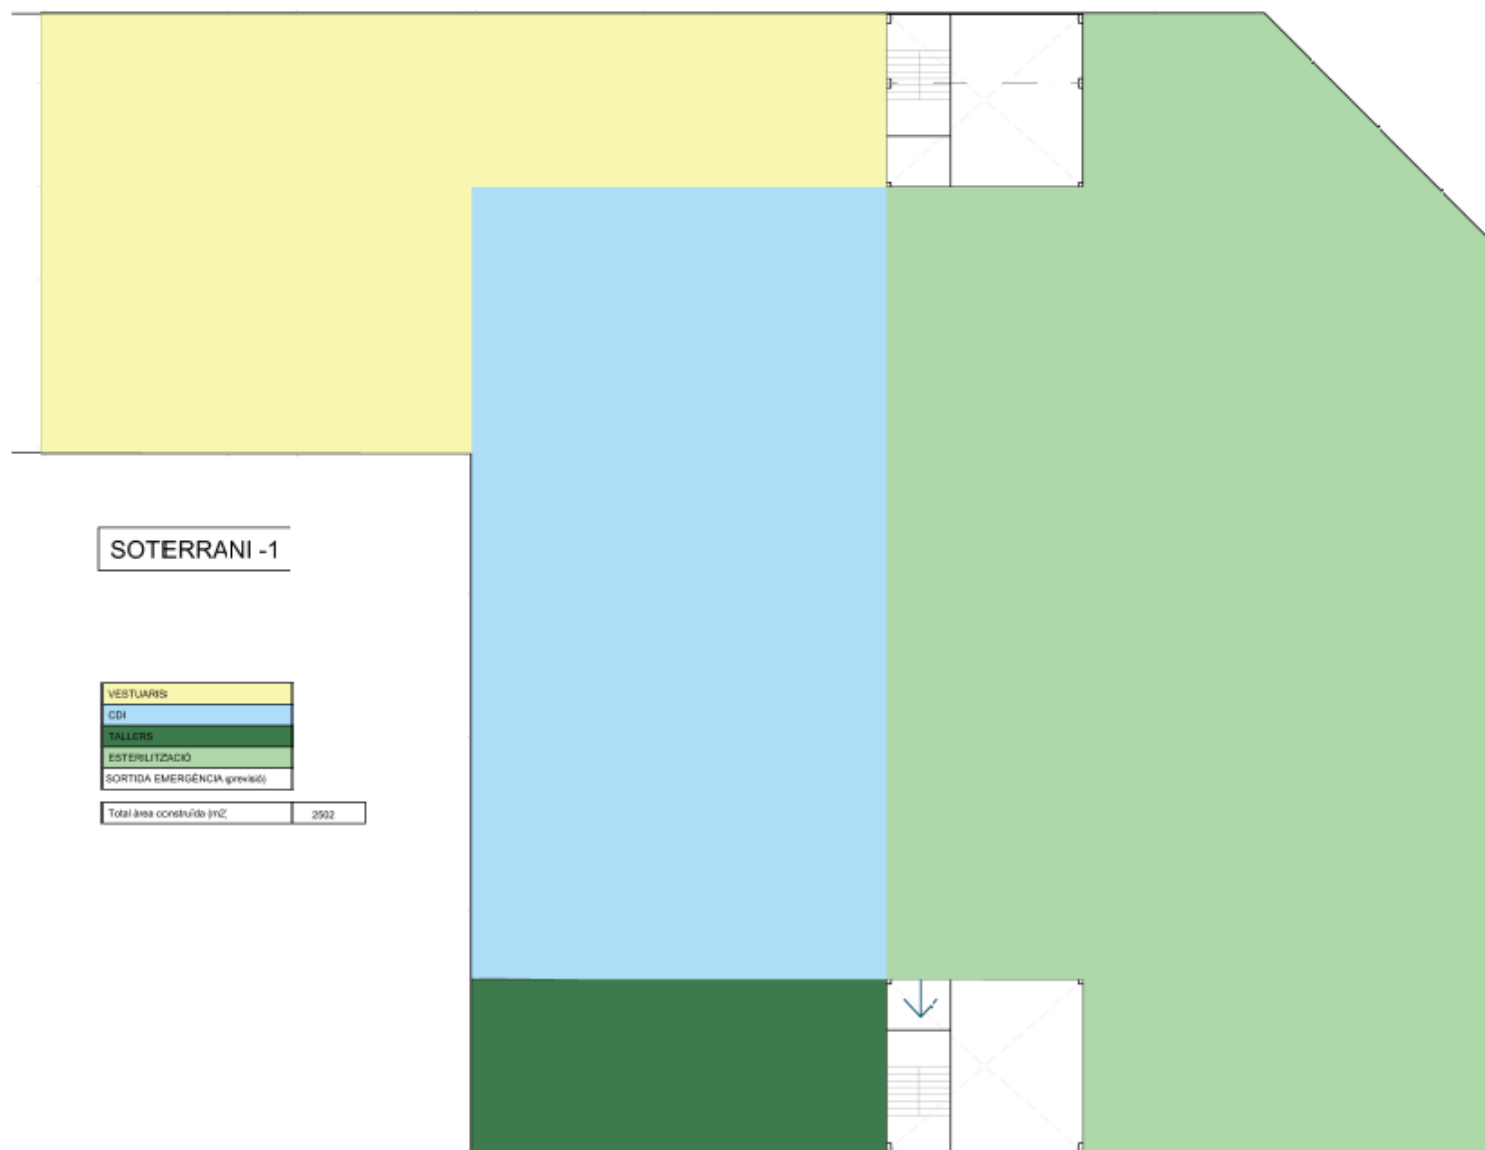 SOTERRANI -1
VESTUARIS
CDI
TALLERS
ESTERILITZACIÓ
SORTIDA EMERGÈNCIA (previsió)
Total àrea construïda (m2) 2502